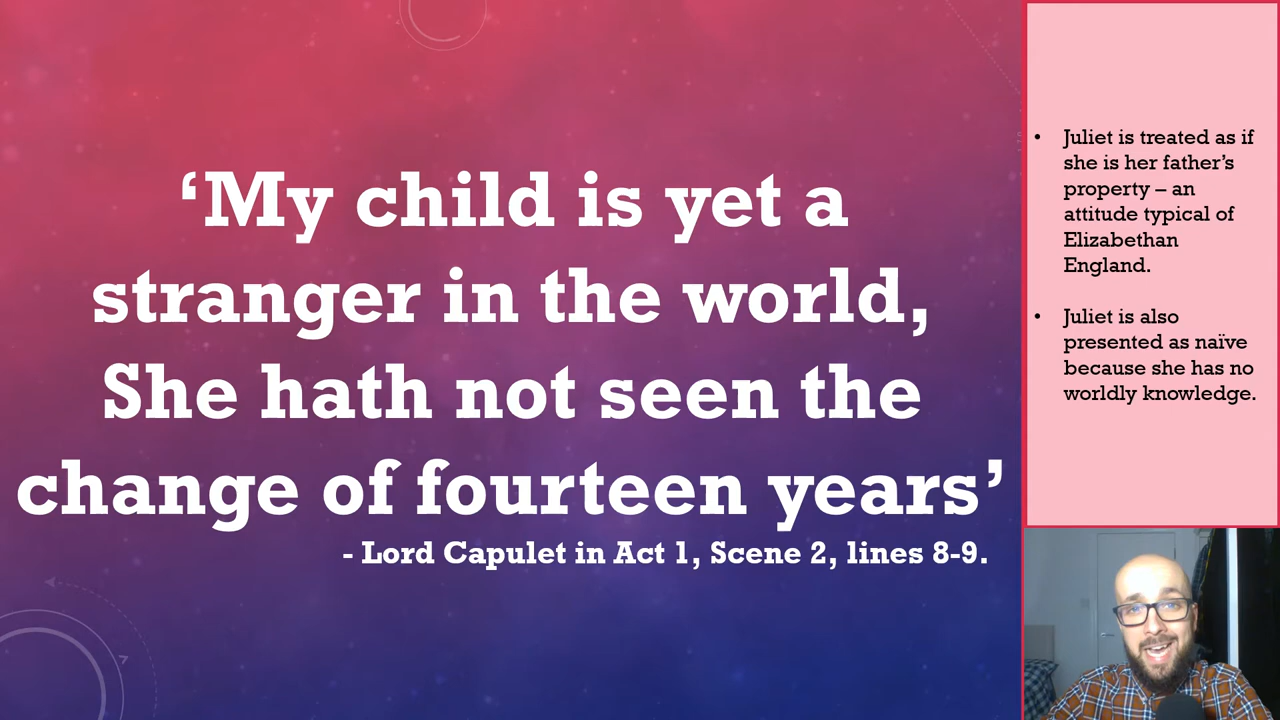 ‘My child is yet a
stranger in the world,
She hath not seen the
change of fourteen years’
- Lord Capulet in Act 1, Scene 2, lines 8-9.
• Juliet is treated as if
she is her father’s
property – an
attitude typical of
Elizabethan
England.
• Juliet is also
presented as naïve
because she has no
worldly knowledge.